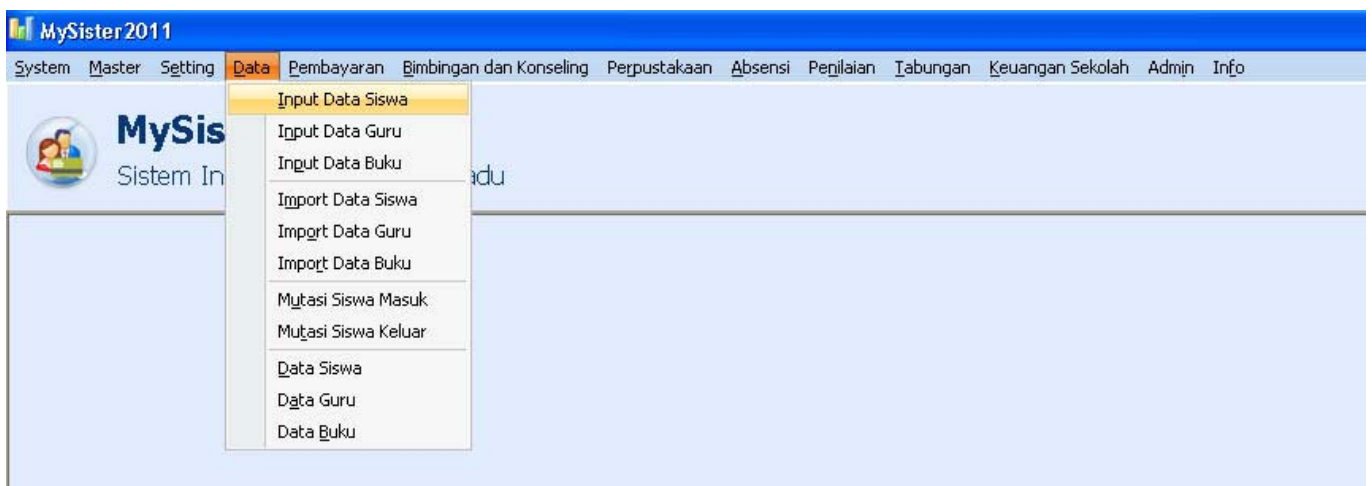 MySister2011
System Master Setting Data Pembayaran Bimbingan dan Konseling Perpustakaan Absensi Penilaian Tabungan Keuangan Sekolah Admin Info
MySis
Sistem In adu
Input Data Siswa
Input Data Guru
Input Data Buku
Import Data Siswa
Import Data Guru
Import Data Buku
Mutasi Siswa Masuk
Mutasi Siswa Keluar
Data Siswa
Data Guru
Data Buku